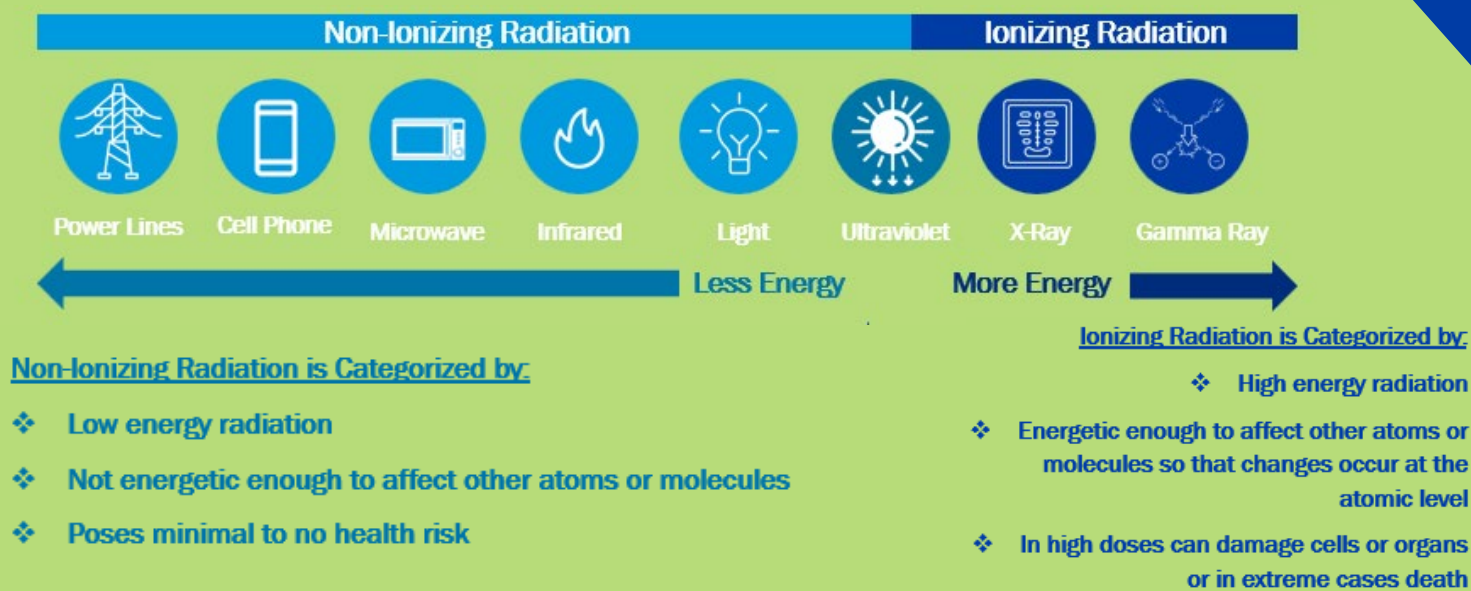 Non-Ionizing Radiation
Ionizing Radiation
Power Lines
Cell Phone
Microwave
Infrared
Light
Ultraviolet
X-Ray
Gamma Ray
Less Energy
More Energy
Non-Ionizing Radiation is Categorized by:
❖ Low energy radiation
❖ Not energetic enough to affect other atoms or molecules
❖ Poses minimal to no health risk
Ionizing Radiation is Categorized by:
❖ High energy radiation
❖ Energetic enough to affect other atoms or
molecules so that changes occur at the
atomic level
❖ In high doses can damage cells or organs
or in extreme cases death